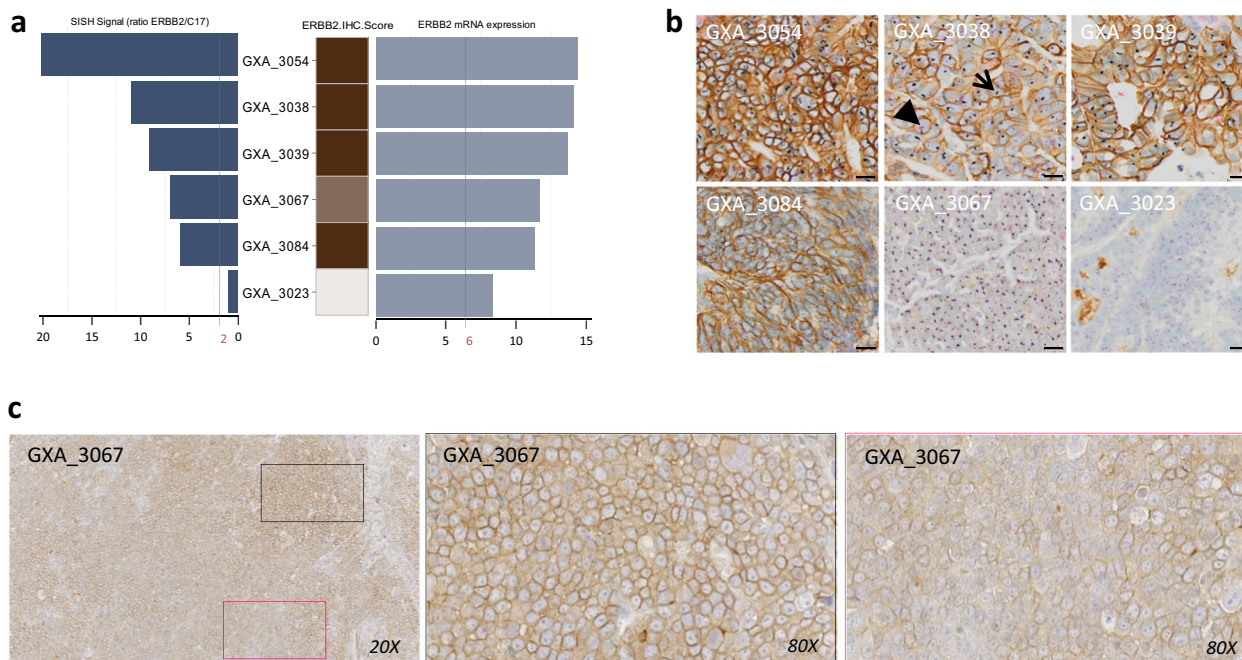 a
SISH Signal (ratio ERBB2/C17)
ERBB2.IHC.Score
ERBB2 mRNA expression
GXA_3054
GXA_3038
GXA_3039
GXA_3067
GXA_3084
GXA_3023
20 15 10 5 2 0
0 5 6 10 15
b
GXA_3054 GXA_3038 GXA_3039
GXA_3084 GXA_3067 GXA_3023
c
GXA_3067 GXA_3067 GXA_3067
20X 80X 80X